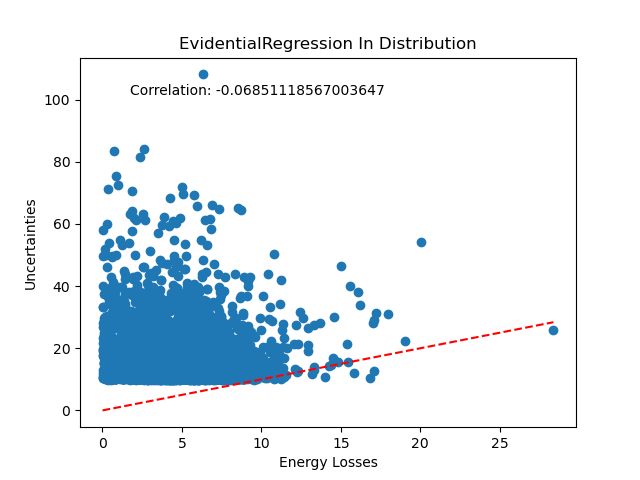 EvidentialRegression In Distribution
Correlation: -0.06851118567003647
100
80
60
40
20
0
Uncertainties
0 5 10 15 20 25
Energy Losses